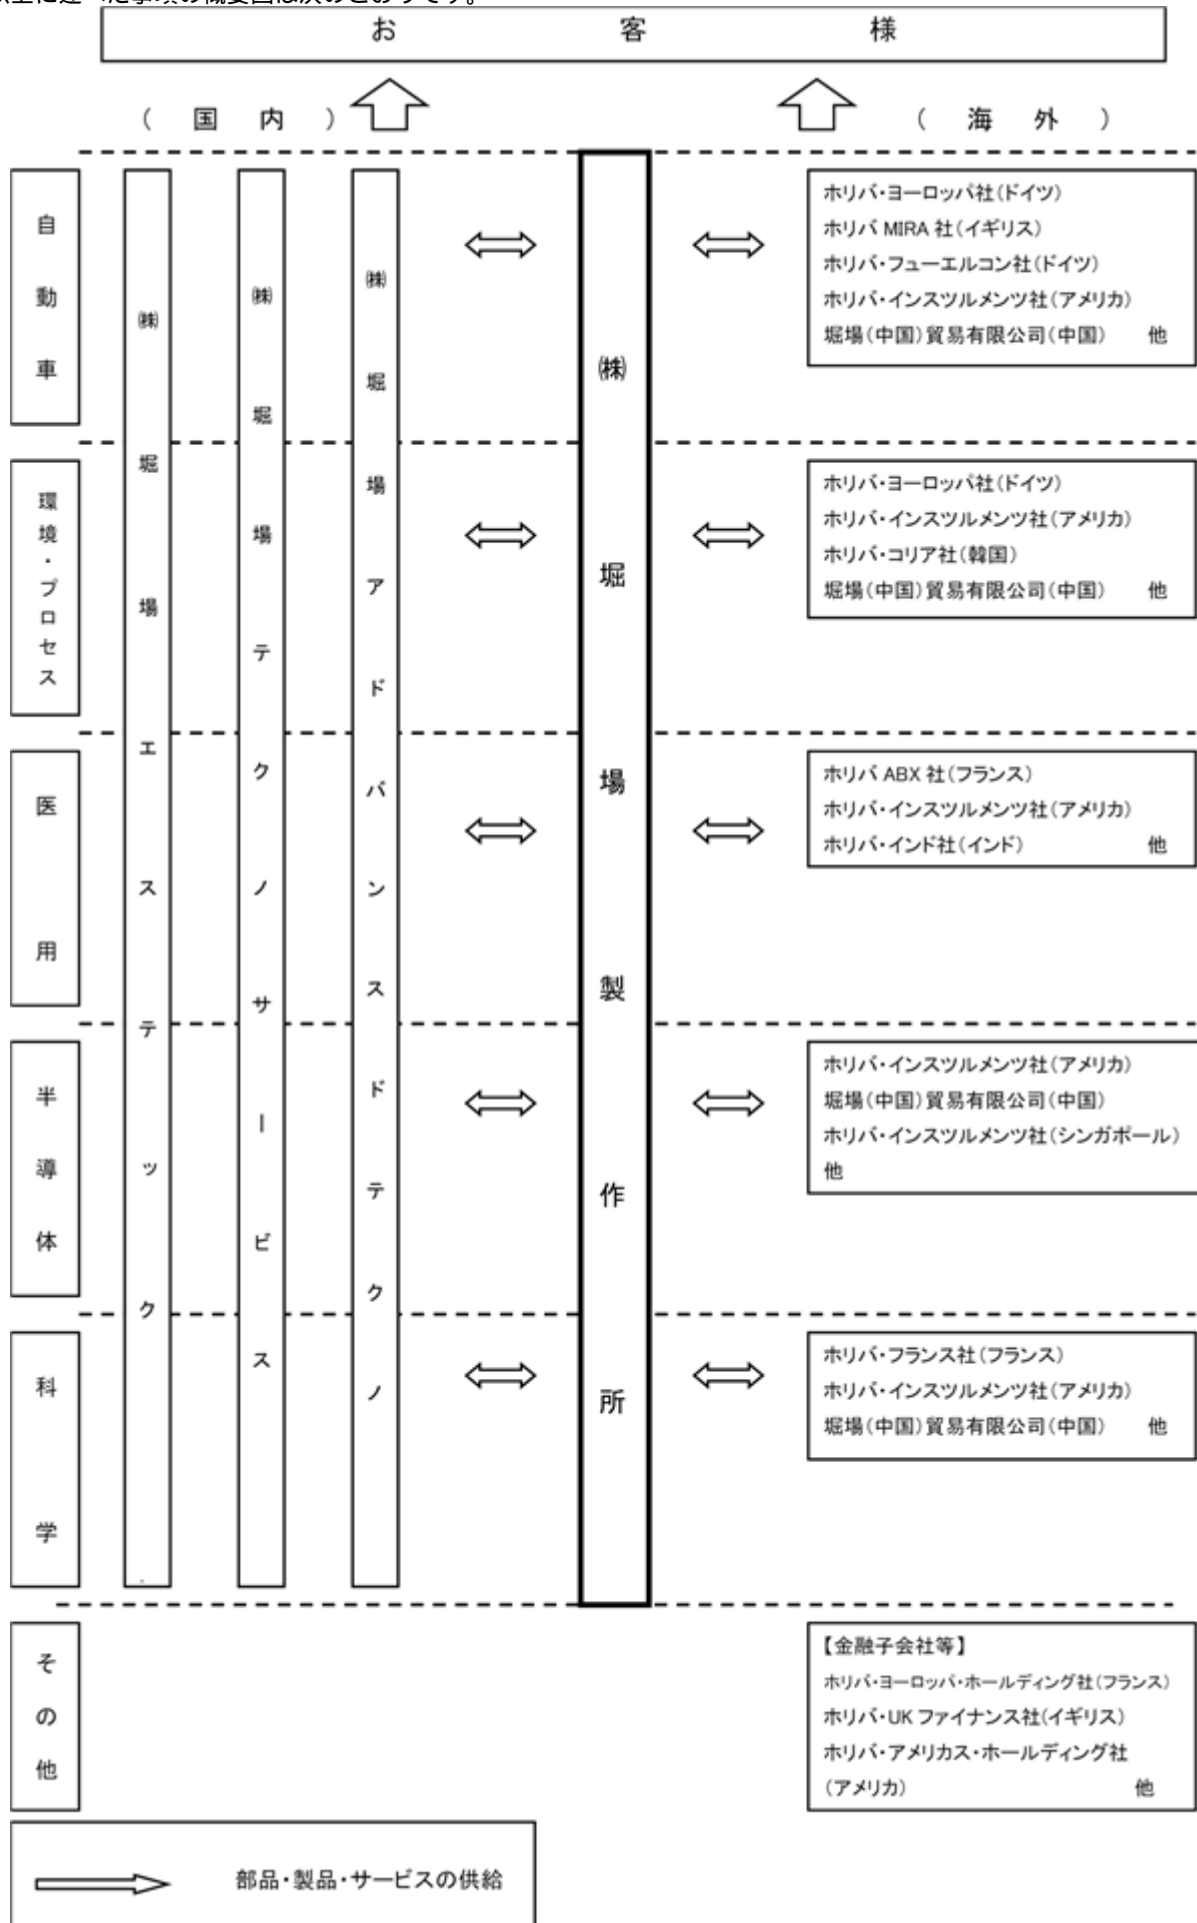 お客様
(国内)
(海外)
自動車
ホリバ・ヨーロッパ社(ドイツ)
ホリバ MIRA 社(イギリス)
ホリバ・フューエルコン社(ドイツ)
ホリバ・インスツルメンツ社(アメリカ)
堀場(中国)貿易有限公司(中国) 他
㈱堀場エステック
㈱堀場テクノサービス
㈱堀場アドバンスドテクノ
㈱堀場製作所
環境・プロセス
ホリバ・ヨーロッパ社(ドイツ)
ホリバ・インスツルメンツ社(アメリカ)
ホリバ・コリア社(韓国)
堀場(中国)貿易有限公司(中国) 他
医用
ホリバ ABX 社(フランス)
ホリバ・インスツルメンツ社(アメリカ)
ホリバ・インド社(インド) 他
半導体
ホリバ・インスツルメンツ社(アメリカ)
堀場(中国)貿易有限公司(中国)
ホリバ・インスツルメンツ社(シンガポール)
他
科学
ホリバ・フランス社(フランス)
ホリバ・インスツルメンツ社(アメリカ)
堀場(中国)貿易有限公司(中国) 他
その他
【金融子会社等】
ホリバ・ヨーロッパ・ホールディング社(フランス)
ホリバ・UK ファイナンス社(イギリス)
ホリバ・アメリカス・ホールディング社
(アメリカ) 他
部品・製品・サービスの供給